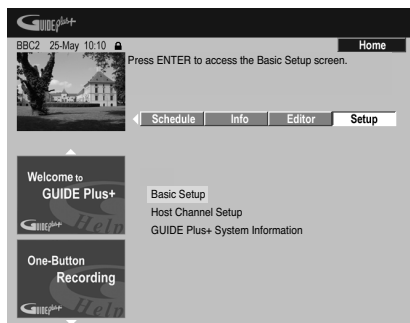 GUIDE Plus+
BBC2 25-May 10:10
Home
Press ENTER to access the Basic Setup screen.
Schedule Info Editor Setup
Welcome to
GUIDE Plus+
GUIDE Plus+ Help
Basic Setup
Host Channel Setup
GUIDE Plus+ System Information
One-Button
Recording
GUIDE Plus+ Help